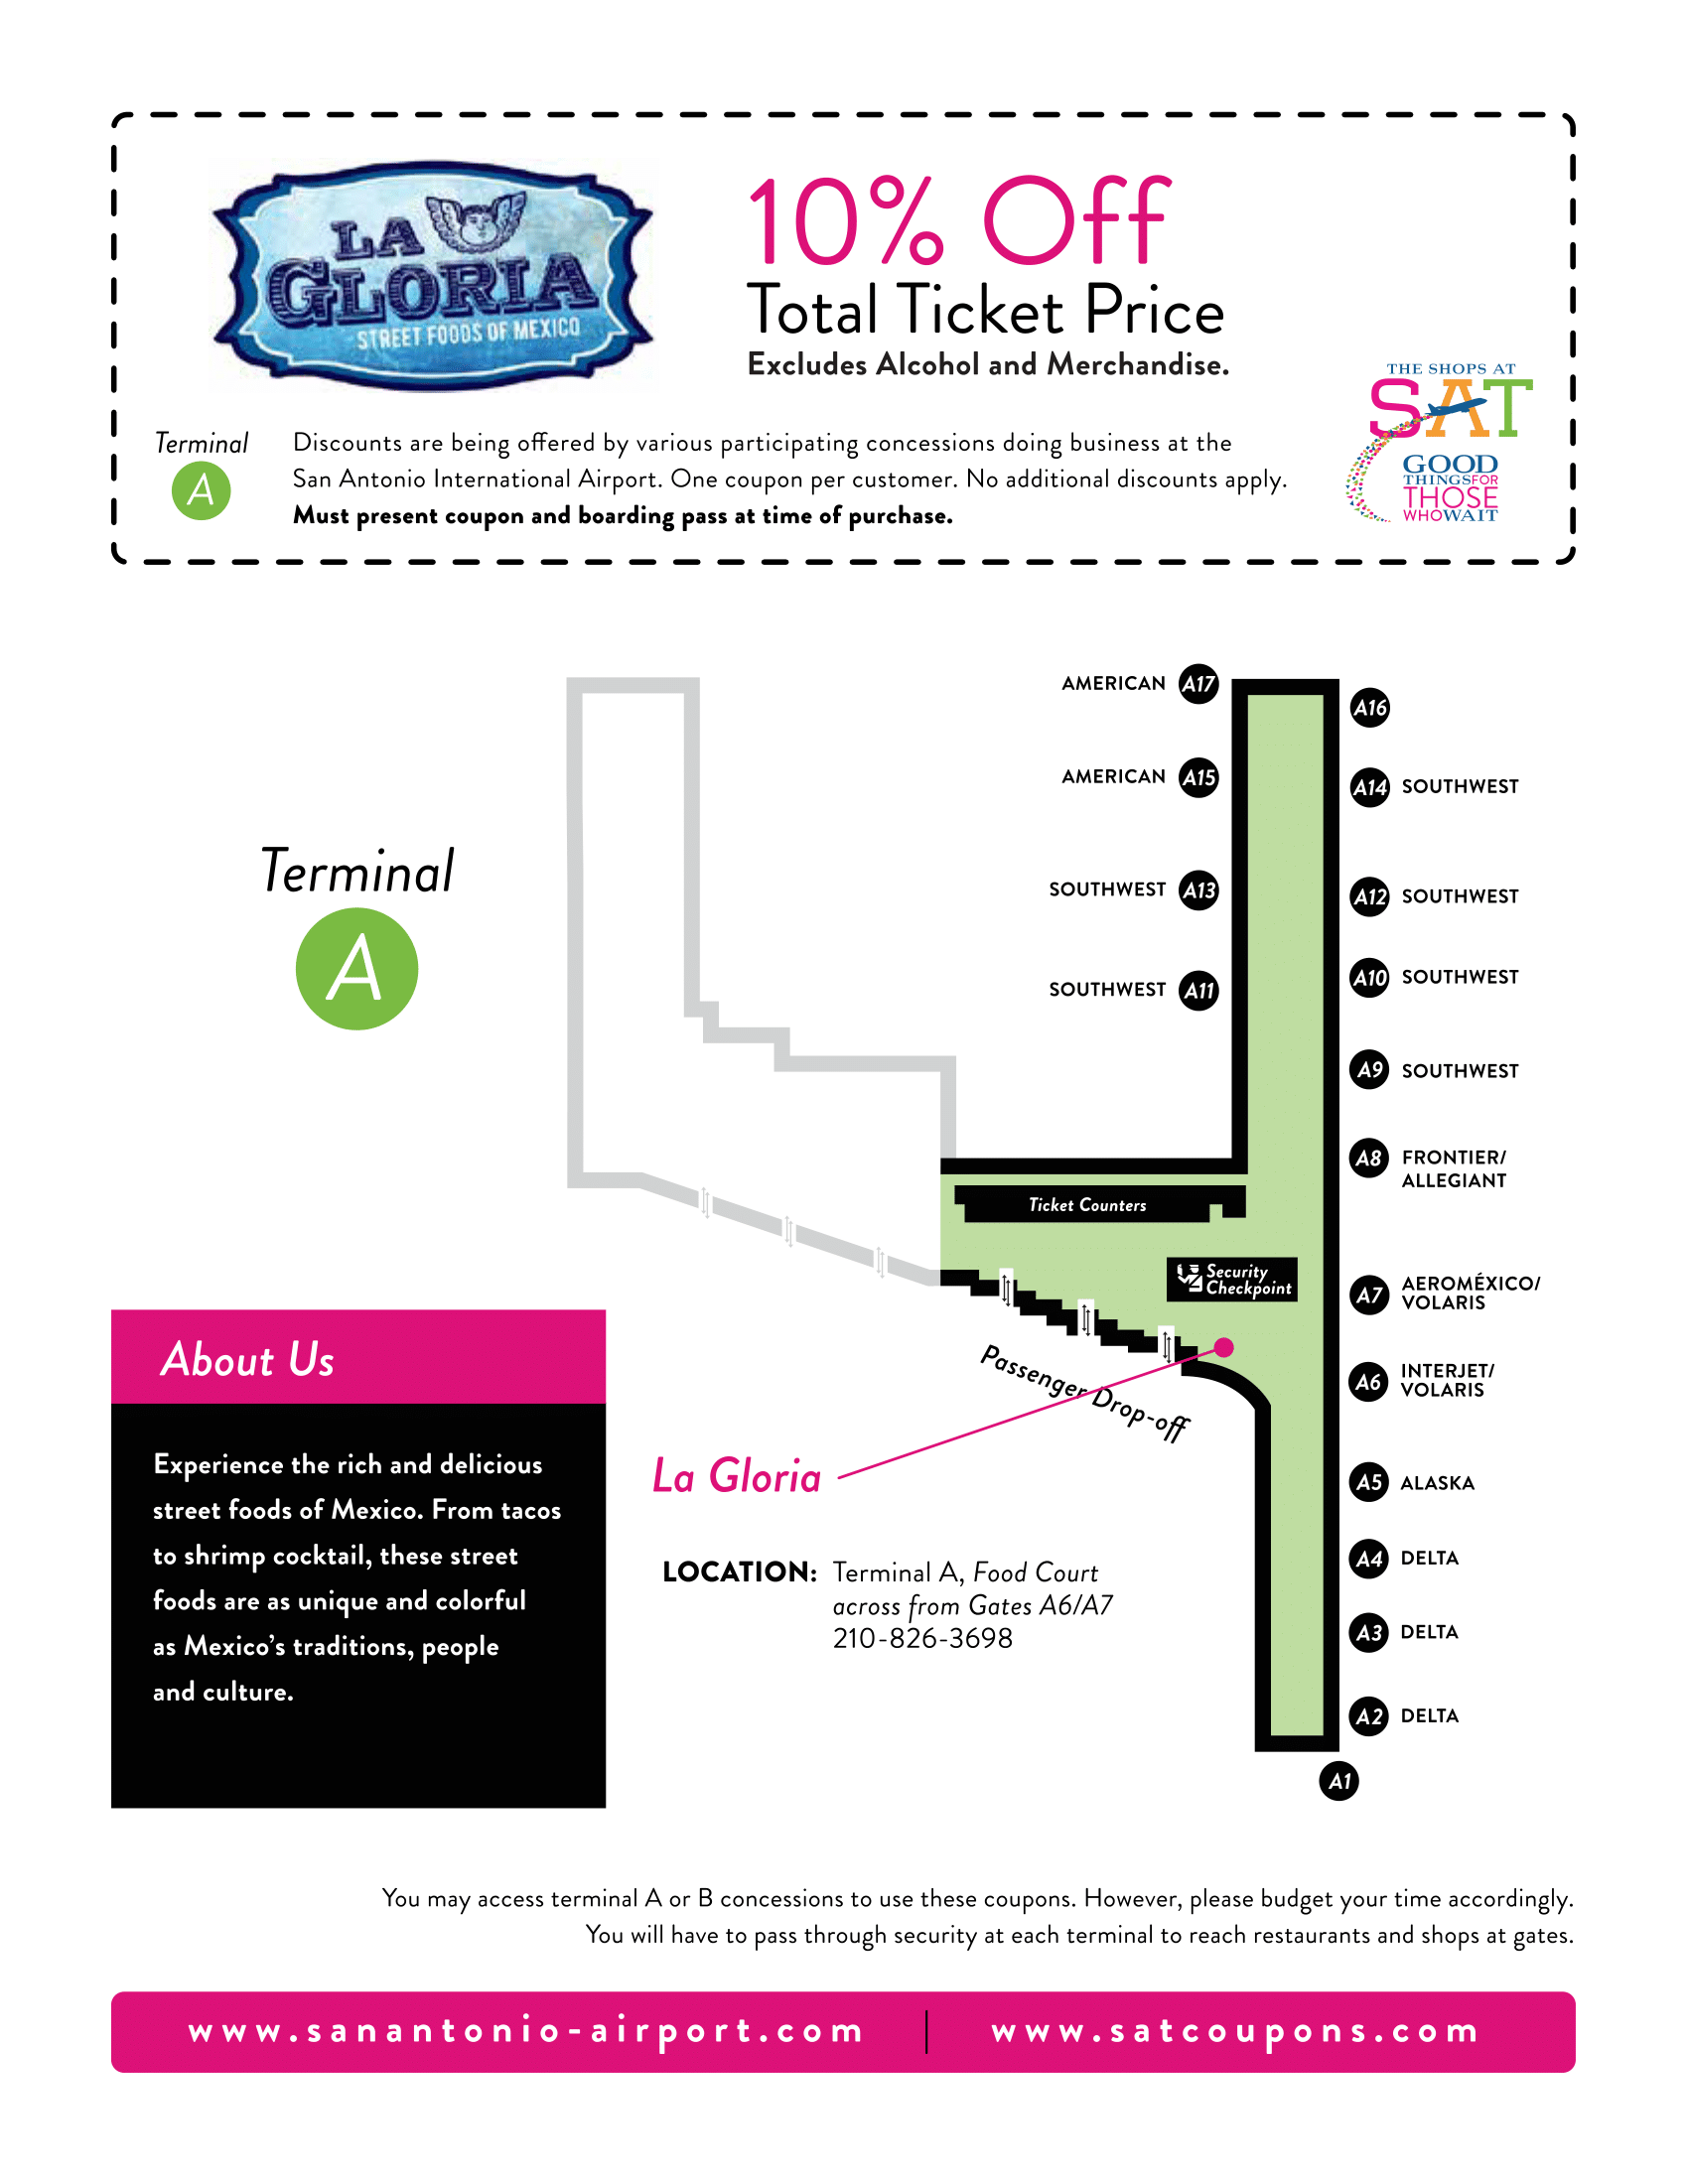 LA
GLORIA
STREET FOODS OF MEXICO
10% Off
Total Ticket Price
Excludes Alcohol and Merchandise.
THE SHOPS AT
SAT
GOOD
THINGSFOR
THOSE
WHOWAIT
Terminal
A
Discounts are being offered by various participating concessions doing business at the
San Antonio International Airport. One coupon per customer. No additional discounts apply.
Must present coupon and boarding pass at time of purchase.
Terminal
A
AMERICAN A17
A16
AMERICAN A15
A14 SOUTHWEST
SOUTHWEST A13
A12 SOUTHWEST
A10 SOUTHWEST
SOUTHWEST A11
A9 SOUTHWEST
A8 FRONTIER/
ALLEGIANT
Ticket Counters
Security
Checkpoint
A7 AEROMÉXICO/
VOLARIS
A6 INTERJET/
VOLARIS
Passenger Drop-off
La Gloria
A5 ALASKA
A4 DELTA
A3 DELTA
A2 DELTA
A1
LOCATION: Terminal A, Food Court
across from Gates A6/A7
210-826-3698
About Us
Experience the rich and delicious
street foods of Mexico. From tacos
to shrimp cocktail, these street
foods are as unique and colorful
as Mexico's traditions, people
and culture.
You may access terminal A or B concessions to use these coupons. However, please budget your time accordingly.
You will have to pass through security at each terminal to reach restaurants and shops at gates.
www.sanantonio-airport.com | www.satcoupons.com